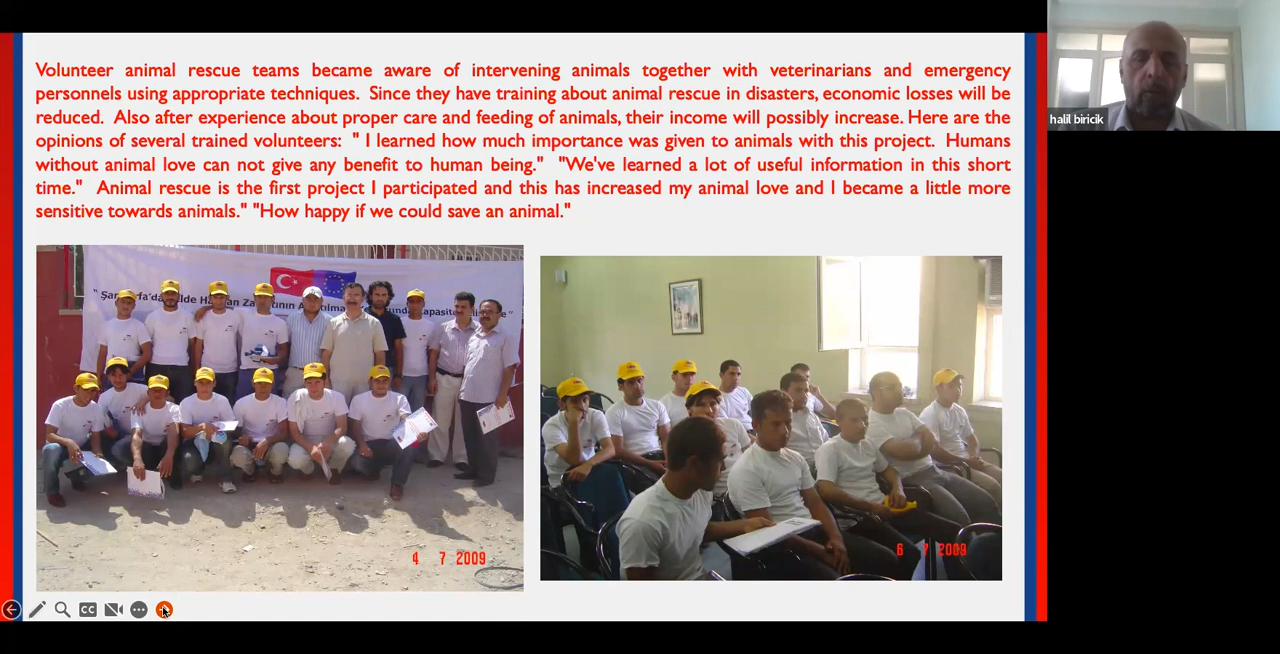 Volunteer animal rescue teams became aware of intervening animals together with veterinarians and emergency
personnels using appropriate techniques. Since they have training about animal rescue in disasters, economic losses will be
reduced. Also after experience about proper care and feeding of animals, their income will possibly increase. Here are the
opinions of several trained volunteers: " I learned how much importance was given to animals with this project. Humans
without animal love can not give any benefit to human being." "We've learned a lot of useful information in this short
time." Animal rescue is the first project I participated and this has increased my animal love and I became a little more
sensitive towards animals." "How happy if we could save an animal."
halil biricik
4 7 2009
6 7 2009
CC